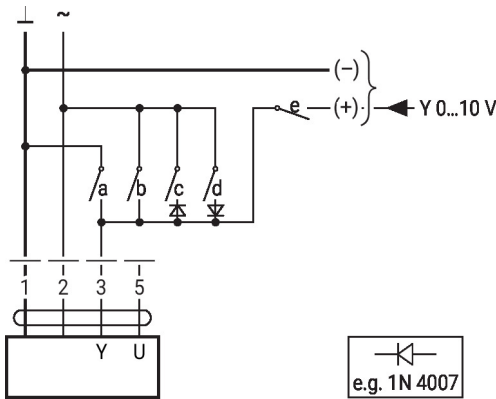 ⊥ ~
(–)
e (+) Y 0...10 V
a b c d
1 2 3 5
Y U
e.g. 1N 4007